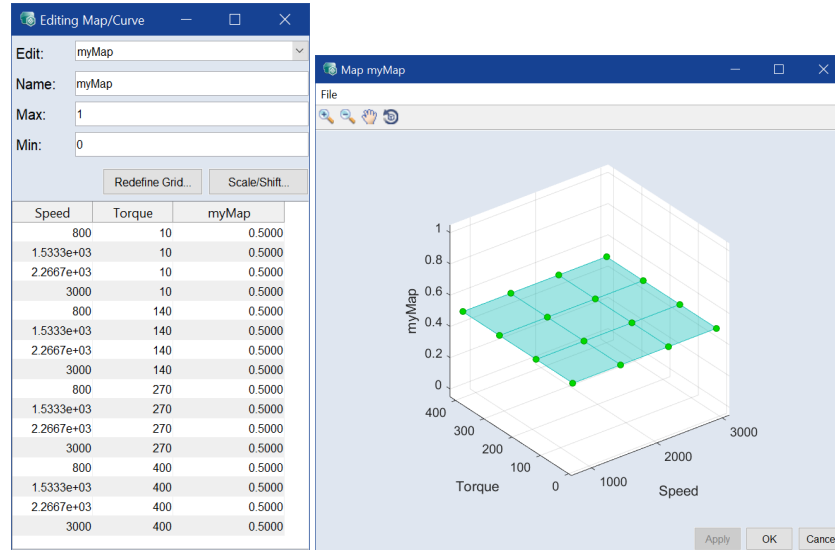 Editing Map/Curve
Edit: myMap
Name: myMap
Max: 1
Min: 0
Redefine Grid... Scale/Shift...
Speed Torque myMap
800 10 0.5000
1.5333e+03 10 0.5000
2.2667e+03 10 0.5000
3000 10 0.5000
800 140 0.5000
1.5333e+03 140 0.5000
2.2667e+03 140 0.5000
3000 140 0.5000
800 270 0.5000
1.5333e+03 270 0.5000
2.2667e+03 270 0.5000
3000 270 0.5000
800 400 0.5000
1.5333e+03 400 0.5000
2.2667e+03 400 0.5000
3000 400 0.5000
Map myMap
File
1
0.8
0.6
0.4
0.2
0
myMap
400
300
200
100
0
Torque
1000
2000
3000
Speed
Apply OK Cance